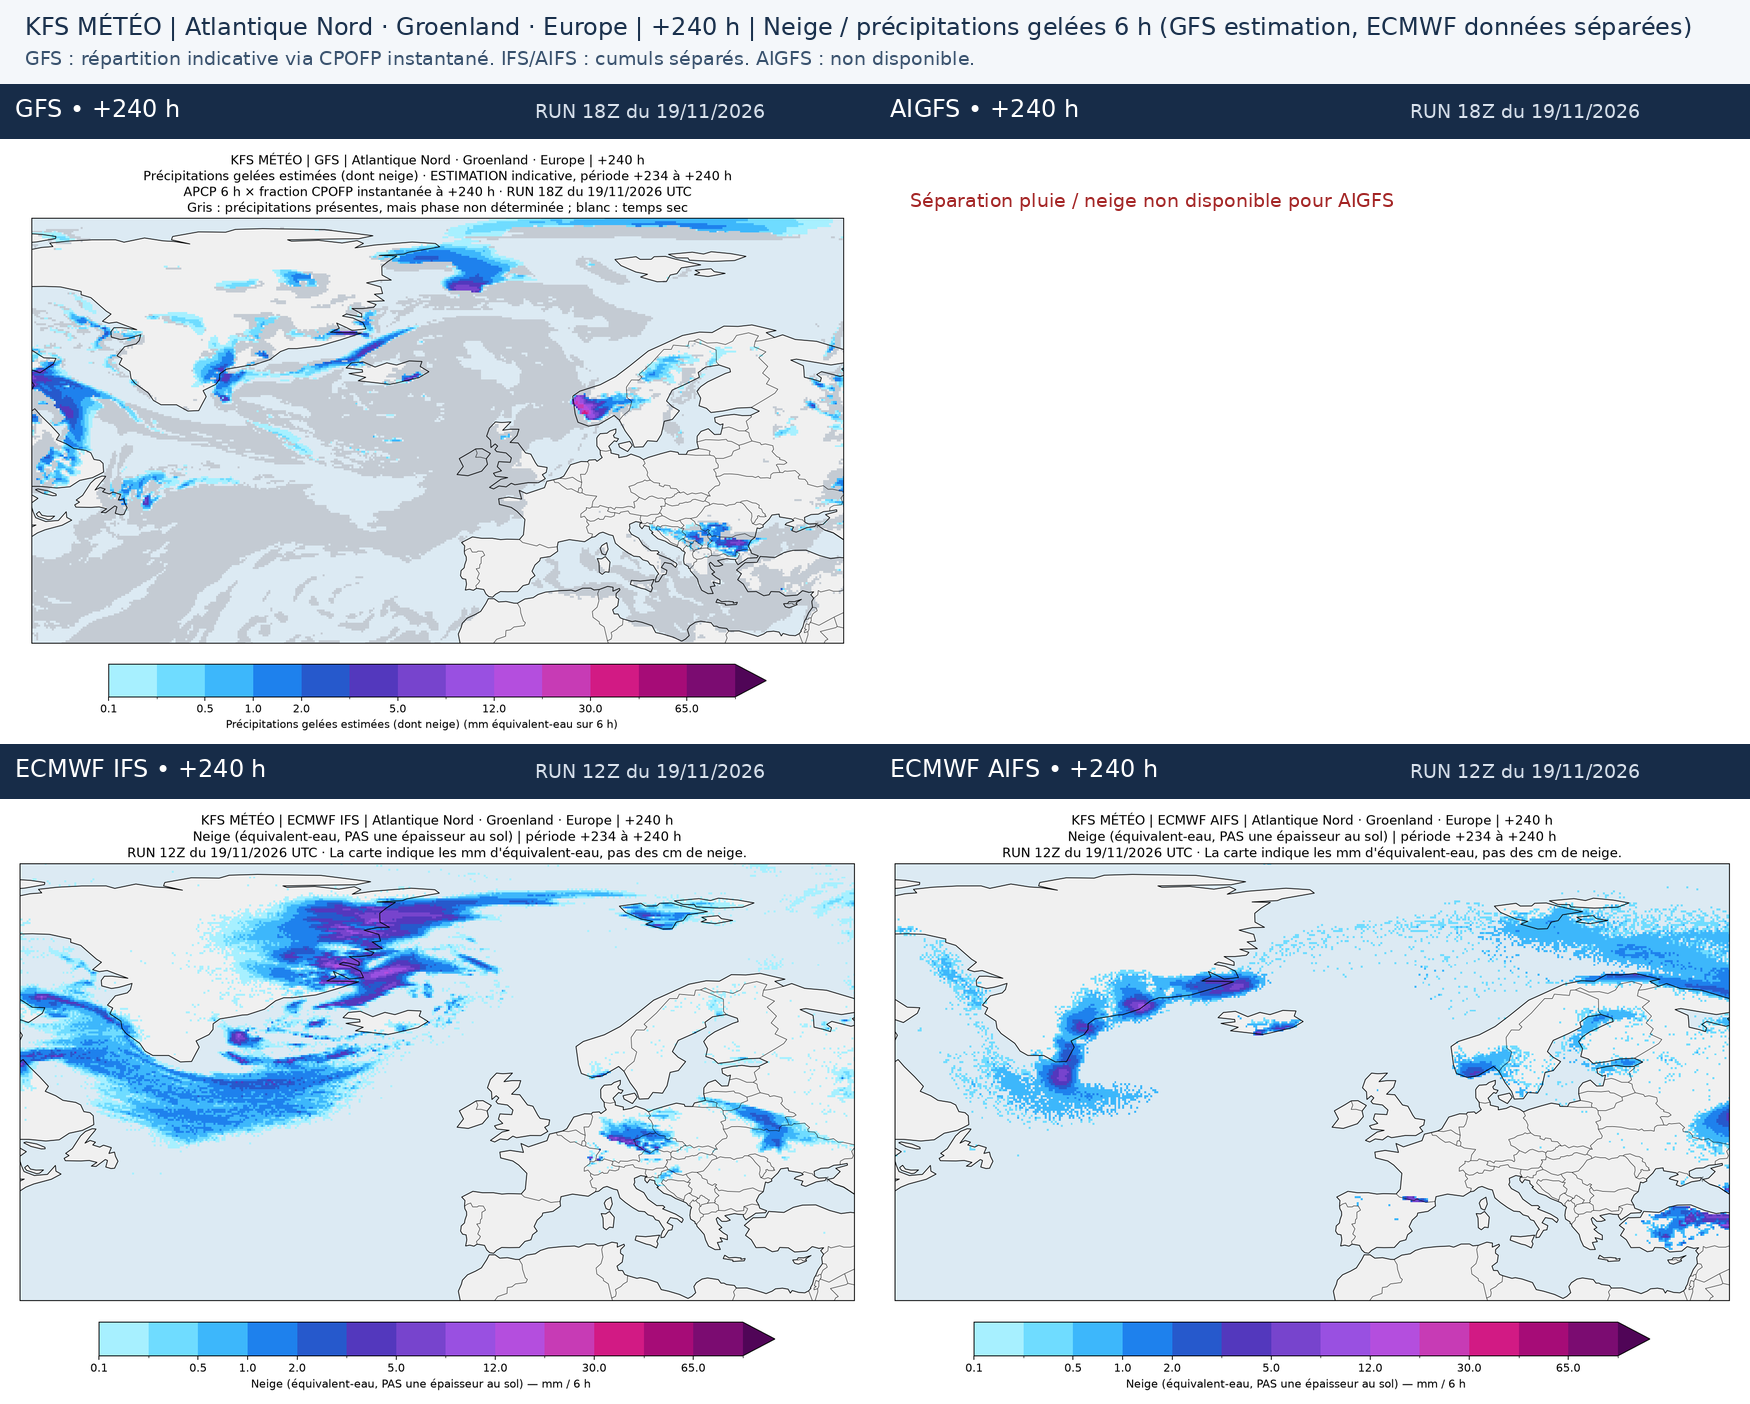 KFS MÉTÉO | Atlantique Nord · Groenland · Europe | +240 h | Neige / précipitations gelées 6 h (GFS estimation, ECMWF données séparées)
GFS : répartition indicative via CPOFP instantané. IFS/AIFS : cumuls séparés. AIGFS : non disponible.
GFS • +240 h
RUN 18Z du 19/11/2026
KFS MÉTÉO | GFS | Atlantique Nord · Groenland · Europe | +240 h
Précipitations gelées estimées (dont neige) · ESTIMATION indicative, période +234 à +240 h
APCP 6 h × fraction CPOFP instantanée à +240 h · RUN 18Z du 19/11/2026 UTC
Gris : précipitations présentes, mais phase non déterminée ; blanc : temps sec
0.1 0.5 1.0 2.0 5.0 12.0 30.0 65.0
Précipitations gelées estimées (dont neige) (mm équivalent-eau sur 6 h)
AIGFS • +240 h
RUN 18Z du 19/11/2026
Séparation pluie / neige non disponible pour AIGFS
ECMWF IFS • +240 h
RUN 12Z du 19/11/2026
KFS MÉTÉO | ECMWF IFS | Atlantique Nord · Groenland · Europe | +240 h
Neige (équivalent-eau, PAS une épaisseur au sol) | période +234 à +240 h
RUN 12Z du 19/11/2026 UTC · La carte indique les mm d'équivalent-eau, pas des cm de neige.
0.1 0.5 1.0 2.0 5.0 12.0 30.0 65.0
Neige (équivalent-eau, PAS une épaisseur au sol) — mm / 6 h
ECMWF AIFS • +240 h
RUN 12Z du 19/11/2026
KFS MÉTÉO | ECMWF AIFS | Atlantique Nord · Groenland · Europe | +240 h
Neige (équivalent-eau, PAS une épaisseur au sol) | période +234 à +240 h
RUN 12Z du 19/11/2026 UTC · La carte indique les mm d'équivalent-eau, pas des cm de neige.
0.1 0.5 1.0 2.0 5.0 12.0 30.0 65.0
Neige (équivalent-eau, PAS une épaisseur au sol) — mm / 6 h